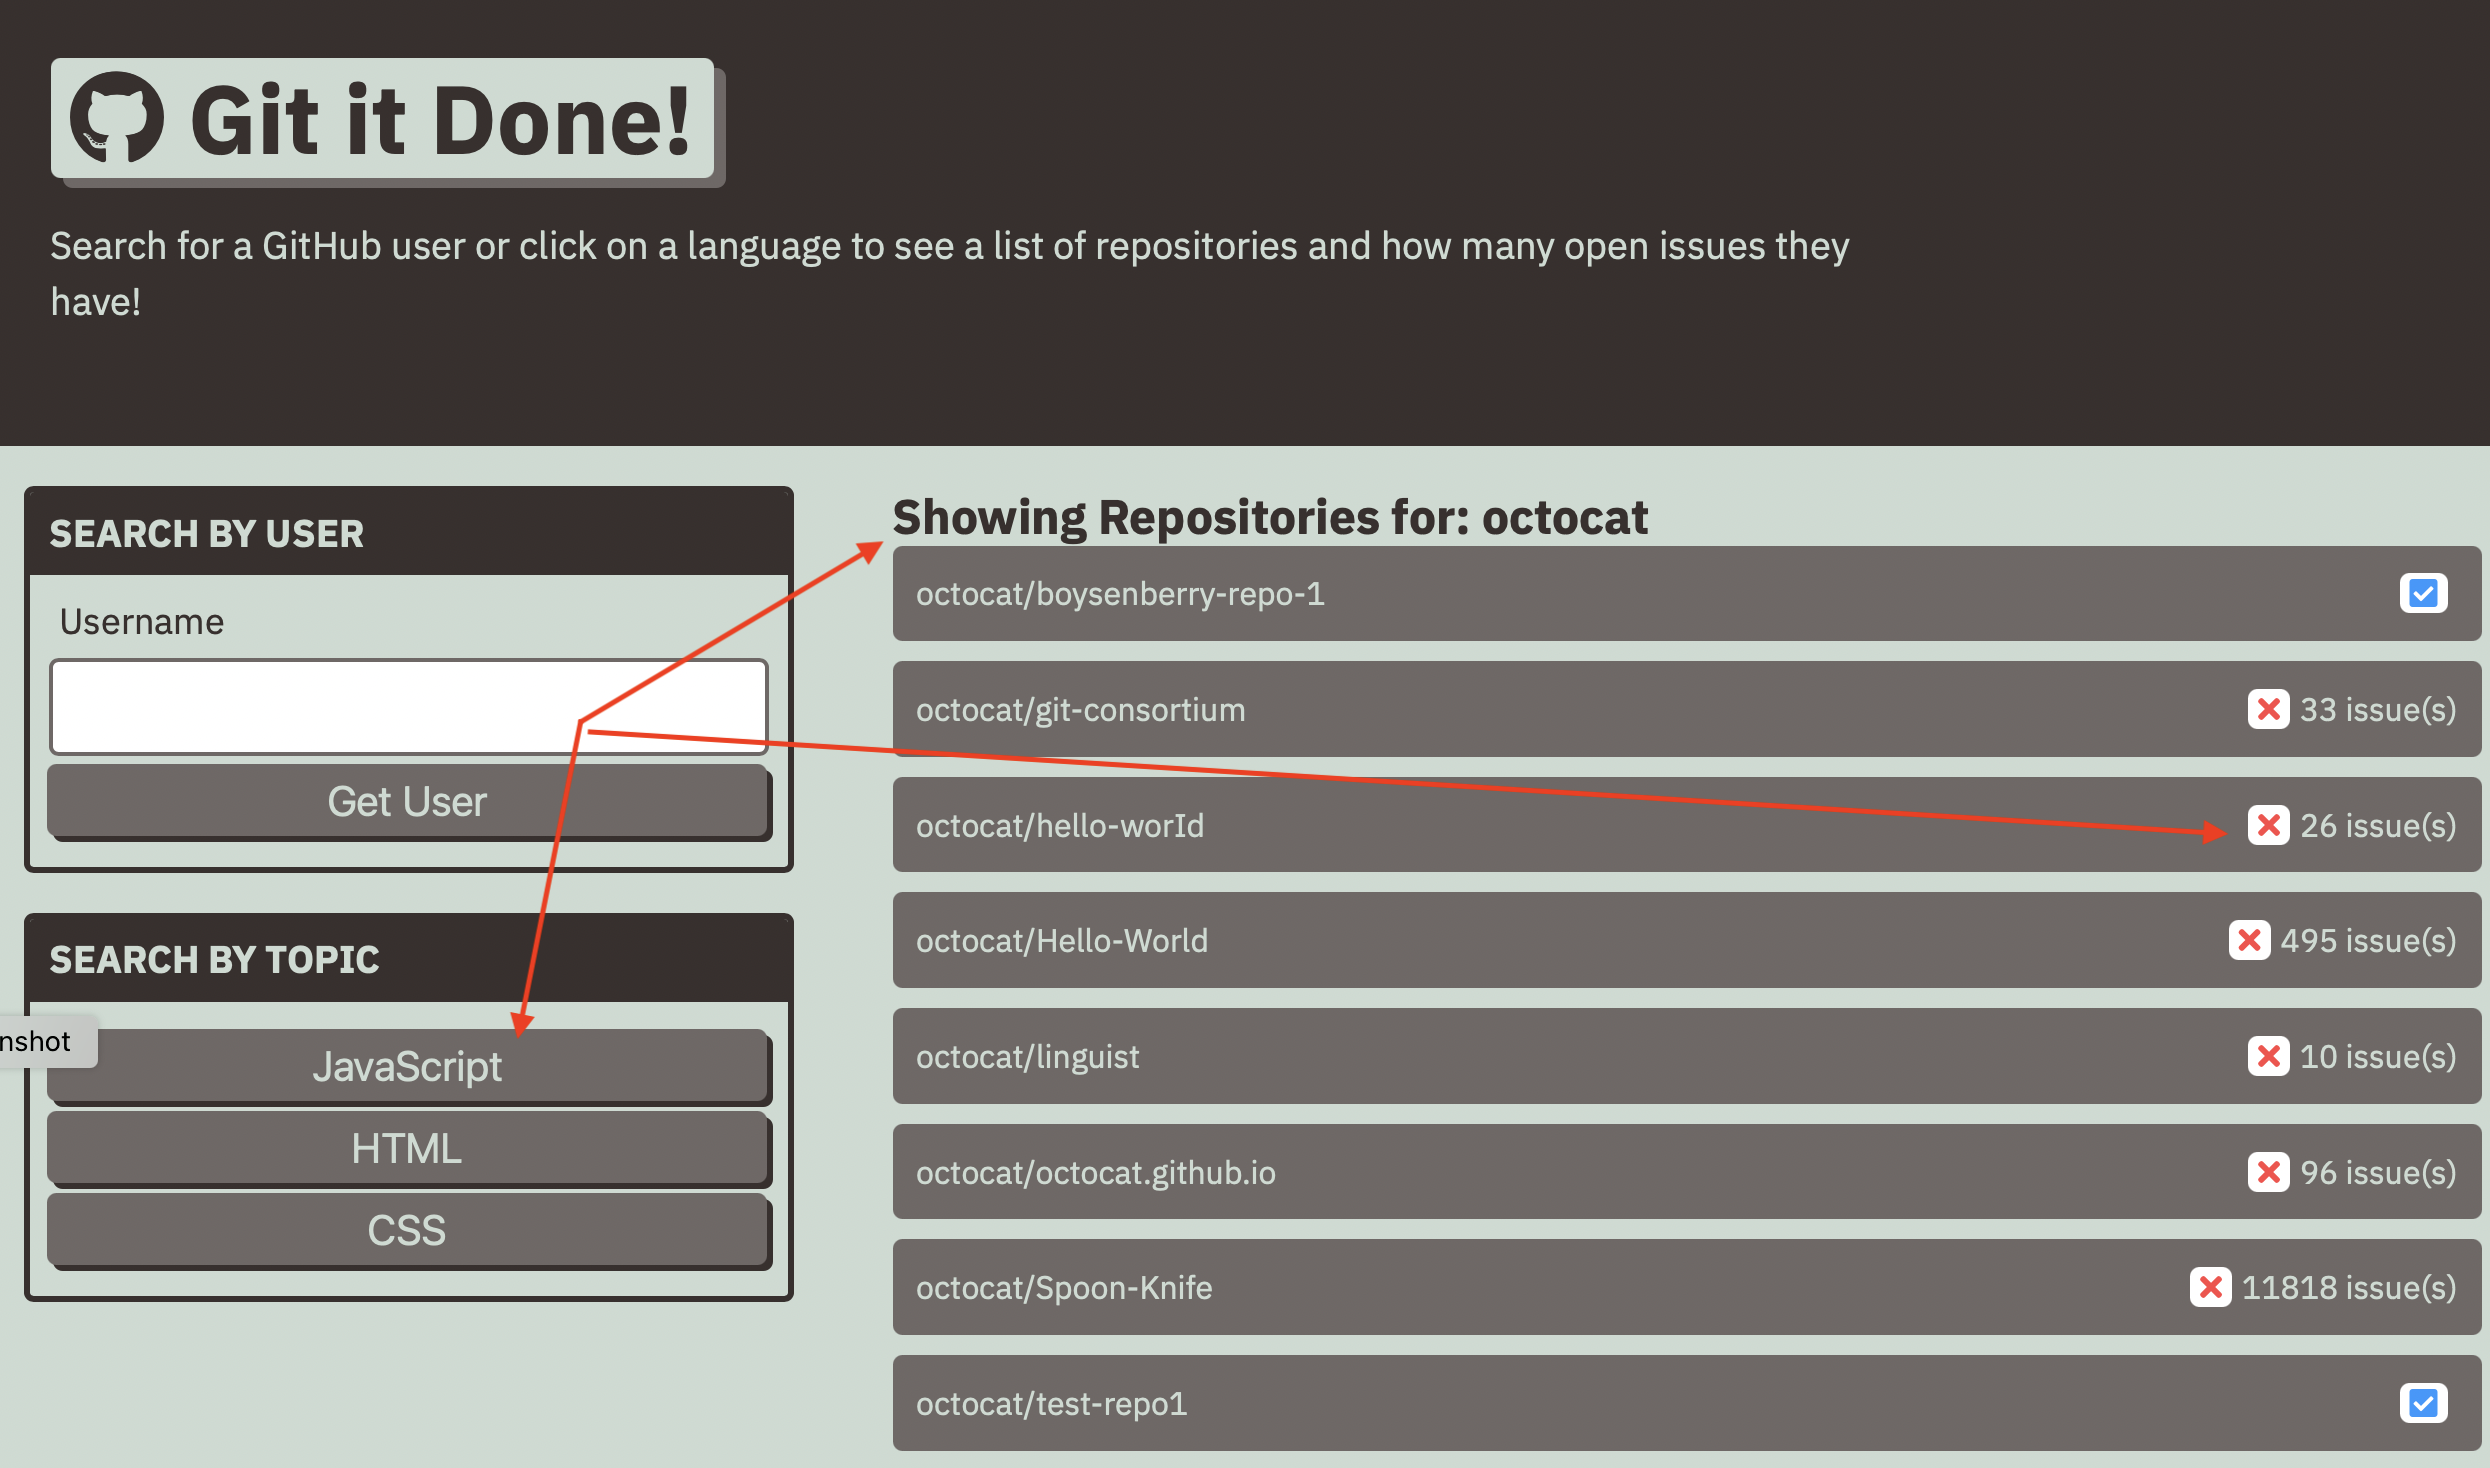 Git it Done!
Search for a GitHub user or click on a language to see a list of repositories and how many open issues they
have!
SEARCH BY USER
Username
Get User
SEARCH BY TOPIC
nshot
JavaScript
HTML
CSS
Showing Repositories for: octocat
octocat/boysenberry-repo-1
octocat/git-consortium 33 issue(s)
octocat/hello-worId 26 issue(s)
octocat/Hello-World 495 issue(s)
octocat/linguist 10 issue(s)
octocat/octocat.github.io 96 issue(s)
octocat/Spoon-Knife 11818 issue(s)
octocat/test-repo1